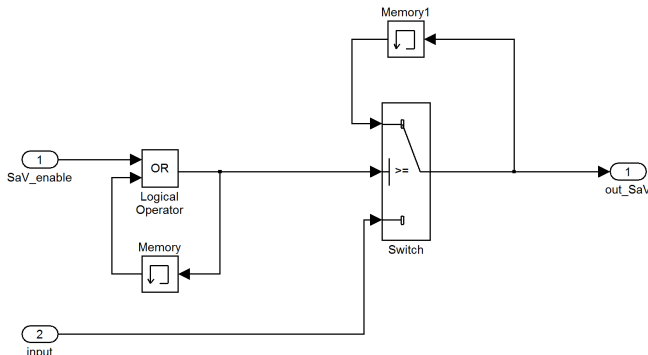 Memory1
1
SaV_enable
OR
Logical
Operator
>=
1
out_SaV
Memory
Switch
2
input